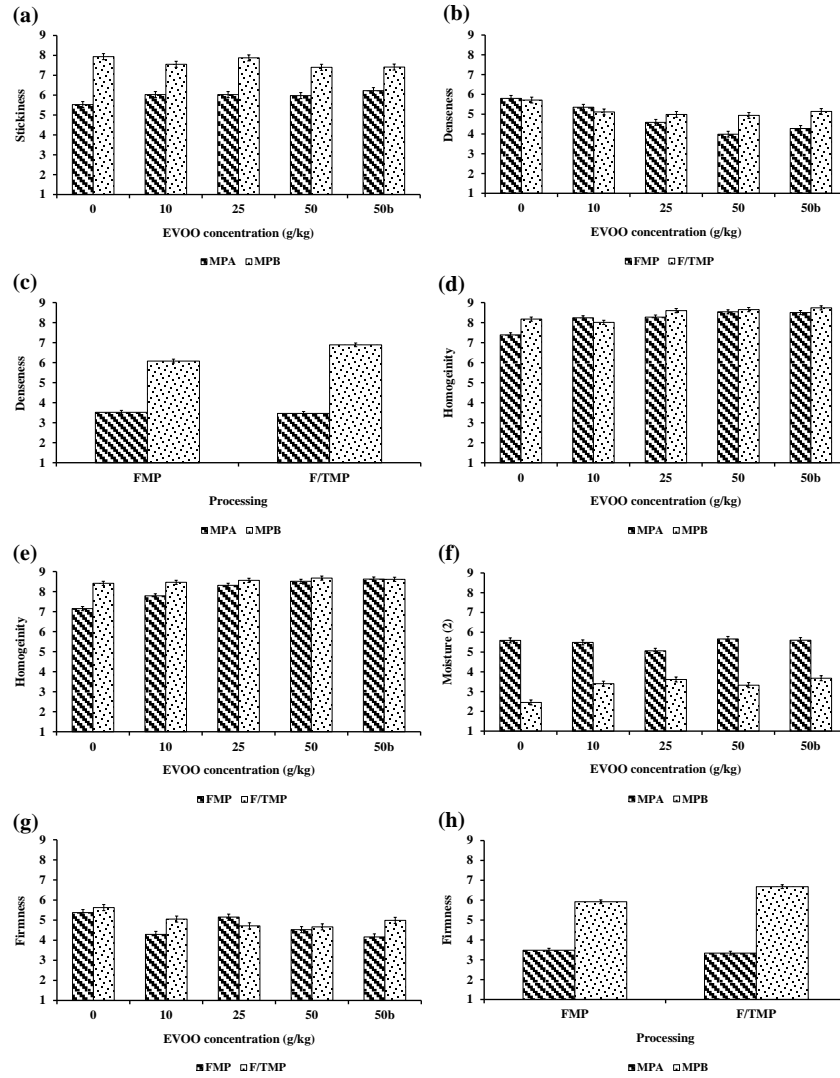 (a)
9
8
7
6
5
4
3
2
1
Stickiness
0 10 25 50 50b
EVOO concentration (g/kg)
MPA MPB
(b)
9
8
7
6
5
4
3
2
1
Denseness
0 10 25 50 50b
EVOO concentration (g/kg)
FMP F/TMP
(c)
9
8
7
6
5
4
3
2
1
Denseness
FMP F/TMP
Processing
MPA MPB
(d)
9
8
7
6
5
4
3
2
1
Homogeinity
0 10 25 50 50b
EVOO concentration (g/kg)
MPA MPB
(e)
9
8
7
6
5
4
3
2
1
Homogeinity
0 10 25 50 50b
EVOO concentration (g/kg)
FMP F/TMP
(f)
9
8
7
6
5
4
3
2
1
Moisture (2)
0 10 25 50 50b
EVOO concentration (g/kg)
MPA MPB
(g)
9
8
7
6
5
4
3
2
1
Firmness
0 10 25 50 50b
EVOO concentration (g/kg)
FMP F/TMP
(h)
9
8
7
6
5
4
3
2
1
Firmness
FMP F/TMP
Processing
MPA MPB